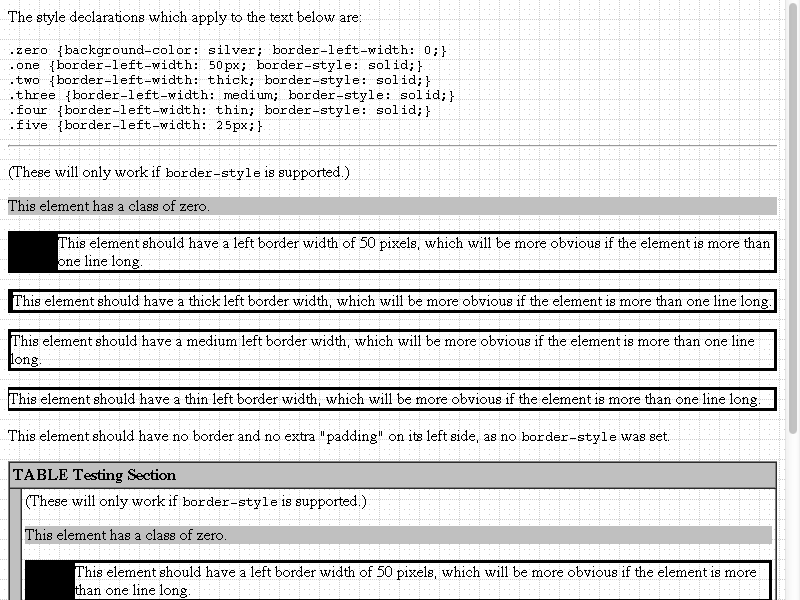 The style declarations which apply to the text below are:
.zero {background-color: silver; border-left-width: 0;}
.one {border-left-width: 50px; border-style: solid;}
.two {border-left-width: thick; border-style: solid;}
.three {border-left-width: medium; border-style: solid;}
.four {border-left-width: thin; border-style: solid;}
.five {border-left-width: 25px;}
(These will only work if border-style is supported.)
This element has a class of zero.
This element should have a left border width of 50 pixels, which will be more obvious if the element is more than
one line long.
This element should have a thick left border width, which will be more obvious if the element is more than one line long.
This element should have a medium left border width, which will be more obvious if the element is more than one line
long.
This element should have a thin left border width, which will be more obvious if the element is more than one line long.
This element should have no border and no extra "padding" on its left side, as no border-style was set.
TABLE Testing Section
(These will only work if border-style is supported.)
This element has a class of zero.
This element should have a left border width of 50 pixels, which will be more obvious if the element is more
than one line long.